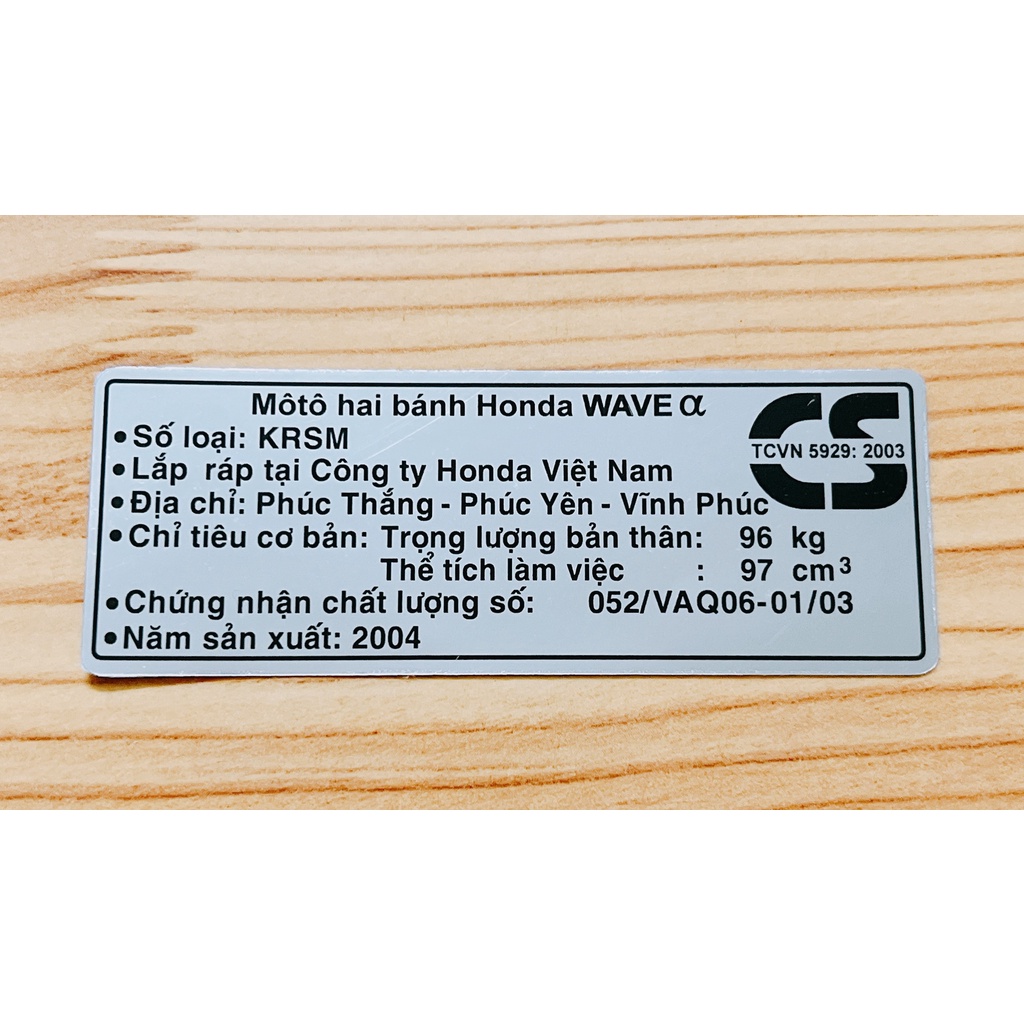 Môtô hai bánh Honda WAVE α
• Số loại: KRSM
• Lắp ráp tại Công ty Honda Việt Nam
• Địa chỉ: Phúc Thắng - Phúc Yên - Vĩnh Phúc
• Chỉ tiêu cơ bản: Trọng lượng bản thân: 96 kg
Thể tích làm việc : 97 cm³
• Chứng nhận chất lượng số: 052/VAQ06-01/03
• Năm sản xuất: 2004
CS
TCVN 5929: 2003